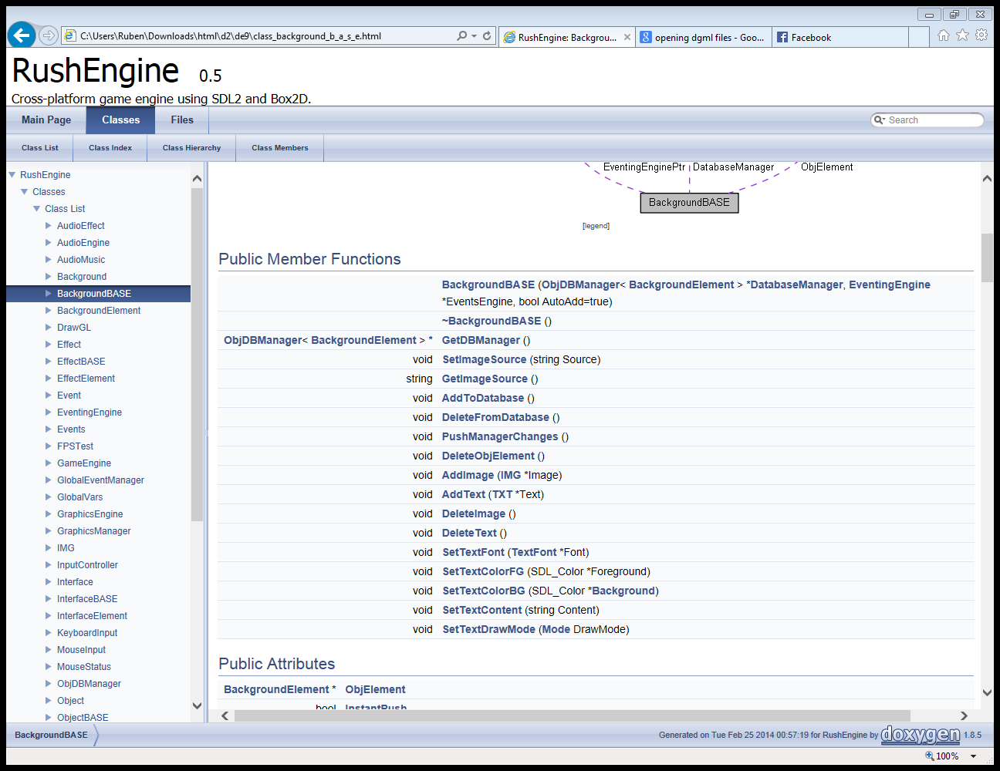 C:\Users\Ruben\Downloads\html\d2\de9\class_background_b_a_s_e.html
RushEngine: Backgrou...
opening dgml files - Goo...
Facebook
RushEngine 0.5
Cross-platform game engine using SDL2 and Box2D.
Main Page
Classes
Files
Search
Class List
Class Index
Class Hierarchy
Class Members
RushEngine
Classes
Class List
AudioEffect
AudioEngine
AudioMusic
Background
BackgroundBASE
BackgroundElement
DrawGL
Effect
EffectBASE
EffectElement
Event
EventingEngine
Events
FPSTest
GameEngine
GlobalEventManager
GlobalVars
GraphicsEngine
GraphicsManager
IMG
InputController
Interface
InterfaceBASE
InterfaceElement
KeyboardInput
MouseInput
MouseStatus
ObjDBManager
Object
ObjectBASE
EventingEnginePtr
DatabaseManager
ObjElement
BackgroundBASE
[legend]
Public Member Functions
BackgroundBASE (ObjDBManager< BackgroundElement > *DatabaseManager, EventingEngine
*EventsEngine, bool AutoAdd=true)
~BackgroundBASE ()
ObjDBManager< BackgroundElement > * GetDBManager ()
void SetImageSource (string Source)
string GetImageSource ()
void AddToDatabase ()
void DeleteFromDatabase ()
void PushManagerChanges ()
void DeleteObjElement ()
void AddImage (IMG *Image)
void AddText (TXT *Text)
void DeleteImage ()
void DeleteText ()
void SetTextFont (TextFont *Font)
void SetTextColorFG (SDL_Color *Foreground)
void SetTextColorBG (SDL_Color *Background)
void SetTextContent (string Content)
void SetTextDrawMode (Mode DrawMode)
Public Attributes
BackgroundElement * ObjElement
bool InstantRush
BackgroundBASE
Generated on Tue Feb 25 2014 00:57:19 for RushEngine by doxygen 1.8.5
100%